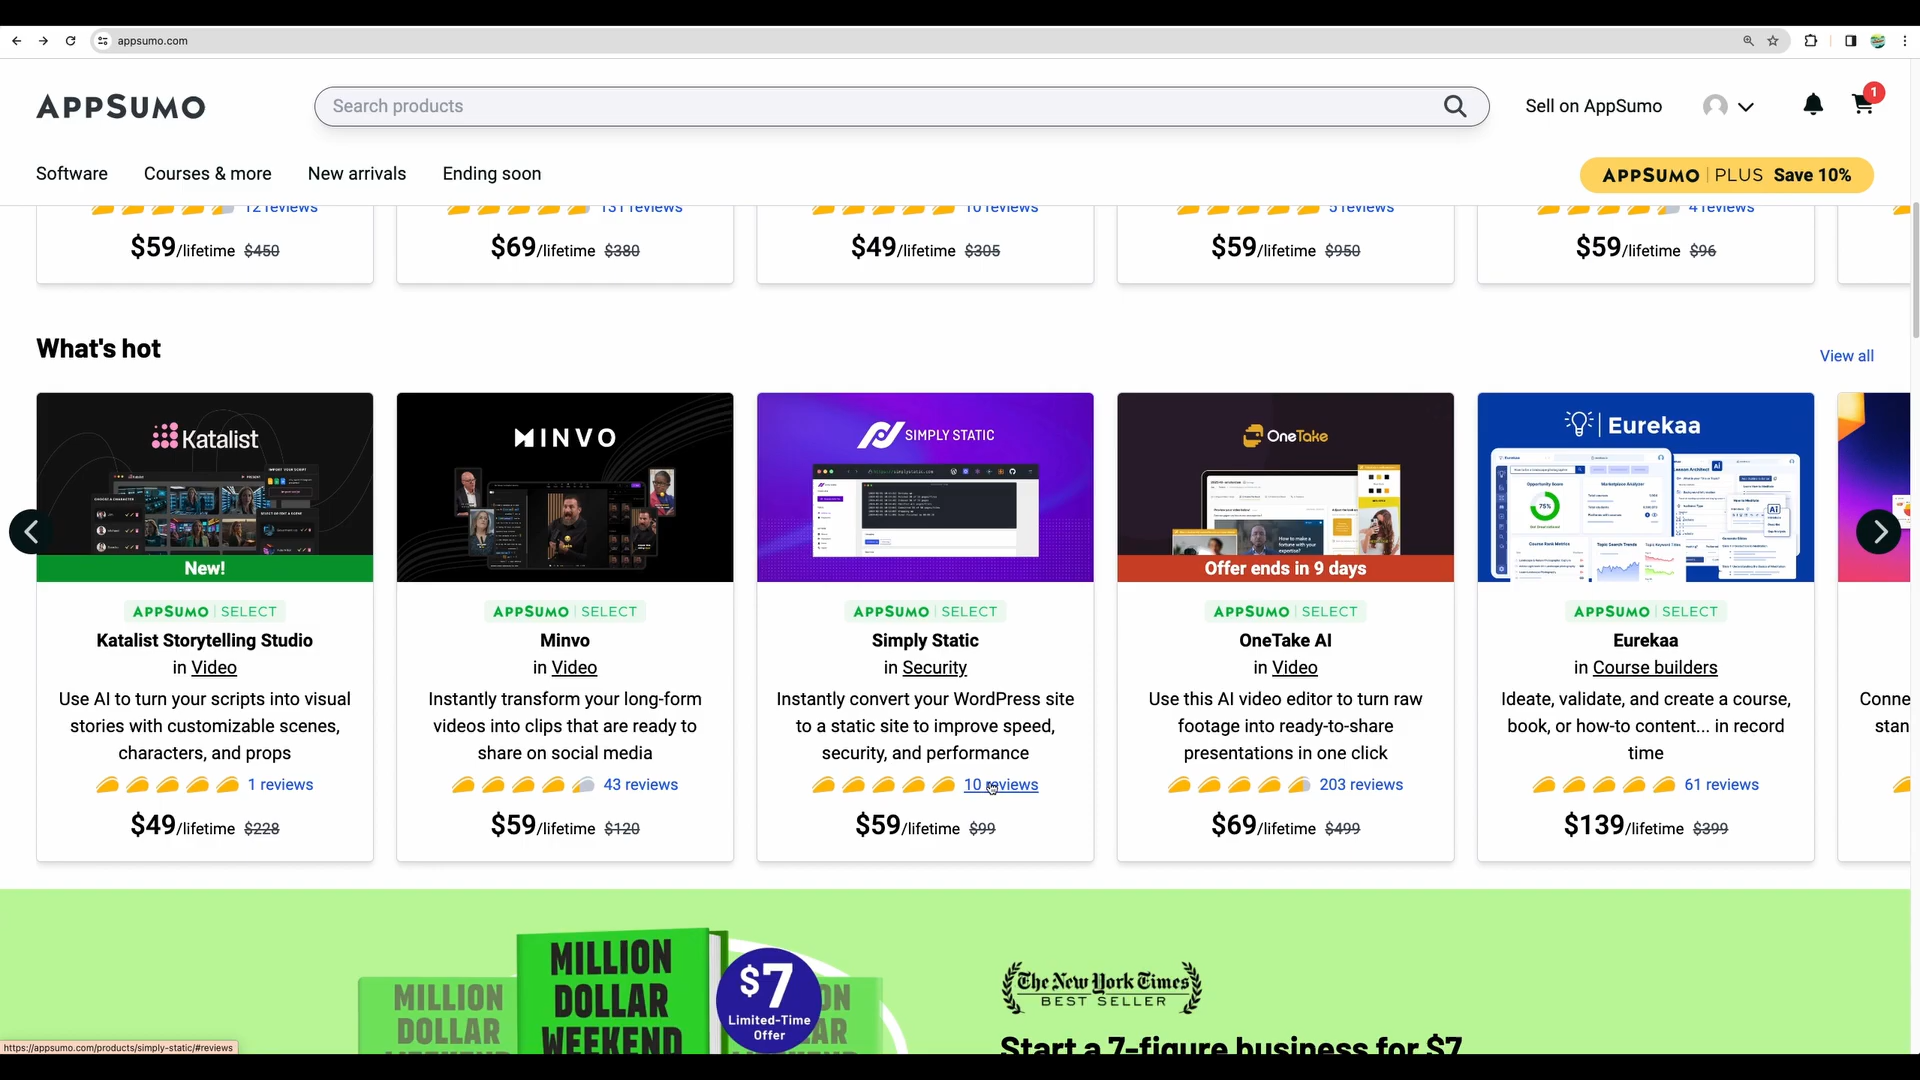 appsumo.com
APPSUMO
Search products
Sell on AppSumo
1
Software
Courses & more
New arrivals
Ending soon
APPSUMO | PLUS Save 10%
12 reviews
131 reviews
10 reviews
5 reviews
4 reviews
$59/lifetime $450
$69/lifetime $380
$49/lifetime $305
$59/lifetime $950
$59/lifetime $96
What's hot
View all
Katalist
New!
APPSUMO | SELECT
Katalist Storytelling Studio
in Video
Use AI to turn your scripts into visual
stories with customizable scenes,
characters, and props
1 reviews
$49/lifetime $228
MINVO
APPSUMO | SELECT
Minvo
in Video
Instantly transform your long-form
videos into clips that are ready to
share on social media
43 reviews
$59/lifetime $120
SIMPLY STATIC
APPSUMO | SELECT
Simply Static
in Security
Instantly convert your WordPress site
to a static site to improve speed,
security, and performance
10 reviews
$59/lifetime $99
OneTake
Offer ends in 9 days
APPSUMO | SELECT
OneTake AI
in Video
Use this AI video editor to turn raw
footage into ready-to-share
presentations in one click
203 reviews
$69/lifetime $499
Eurekaa
75%
APPSUMO | SELECT
Eurekaa
in Course builders
Ideate, validate, and create a course,
book, or how-to content... in record
time
61 reviews
$139/lifetime $399
Conne
stan
MILLION
DOLLAR
WEEKEND
MILLION
DOLLAR
$7
Limited-Time
Offer
The New York Times
BEST SELLER
Start a 7-figure business for $7
https://appsumo.com/products/simply-static/#reviews